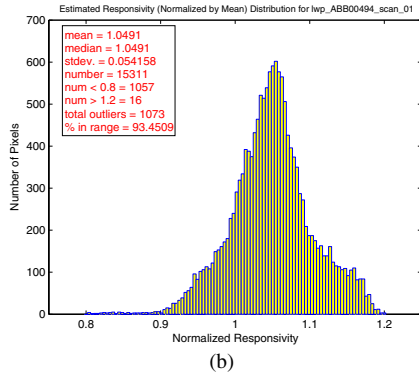 Estimated Responsivity (Normalized by Mean) Distribution for lwp_ABB00494_scan_01
700
600
500
400
300
200
100
0
Number of Pixels
mean = 1.0491
median = 1.0491
stdev. = 0.054158
number = 15311
num < 0.8 = 1057
num > 1.2 = 16
total outliers = 1073
% in range = 93.4509
0.8 0.9 1 1.1 1.2
Normalized Responsivity
(b)